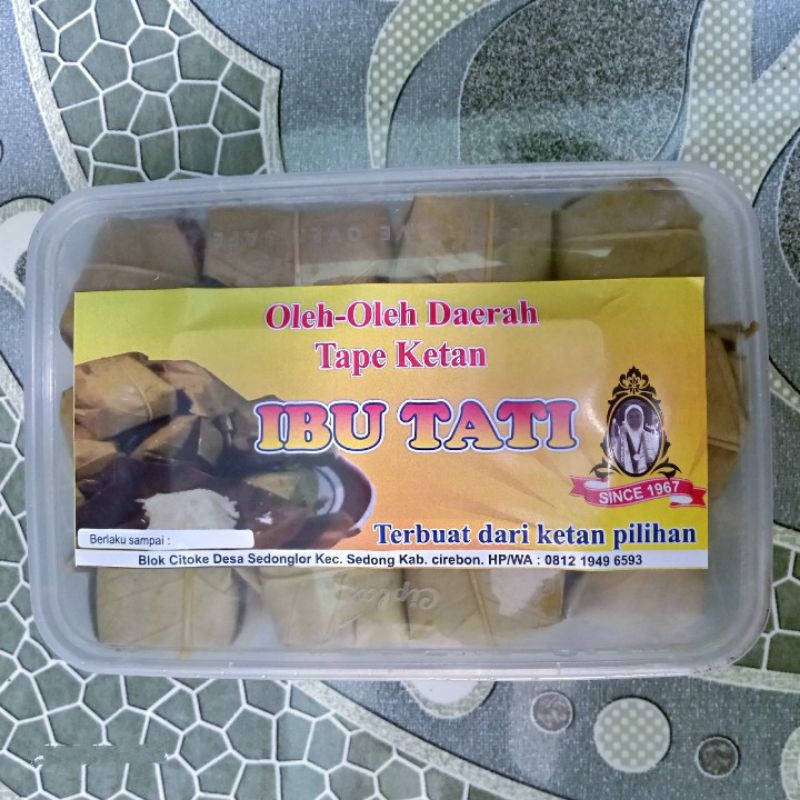 Oleh-Oleh Daerah
Tape Ketan
IBU TATI
SINCE 1967
Terbuat dari ketan pilihan
Berlaku sampai :
Blok Citoke Desa Sedonglor Kec. Sedong Kab. cirebon. HP/WA : 0812 1949 6593
Ciplaz